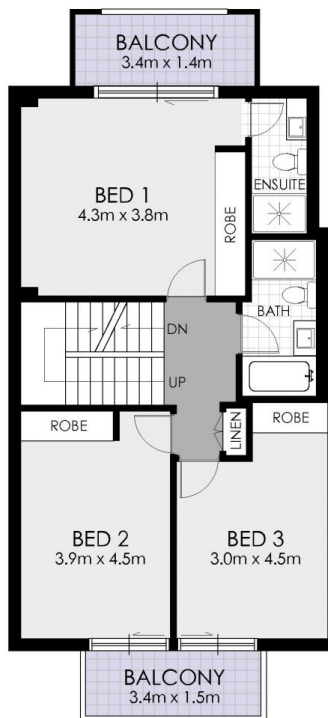 BALCONY
3.4m x 1.4m
BED 1
4.3m x 3.8m
ROBE
ENSUITE
BATH
DN
UP
ROBE
LINEN
ROBE
BED 2
3.9m x 4.5m
BED 3
3.0m x 4.5m
BALCONY
3.4m x 1.5m